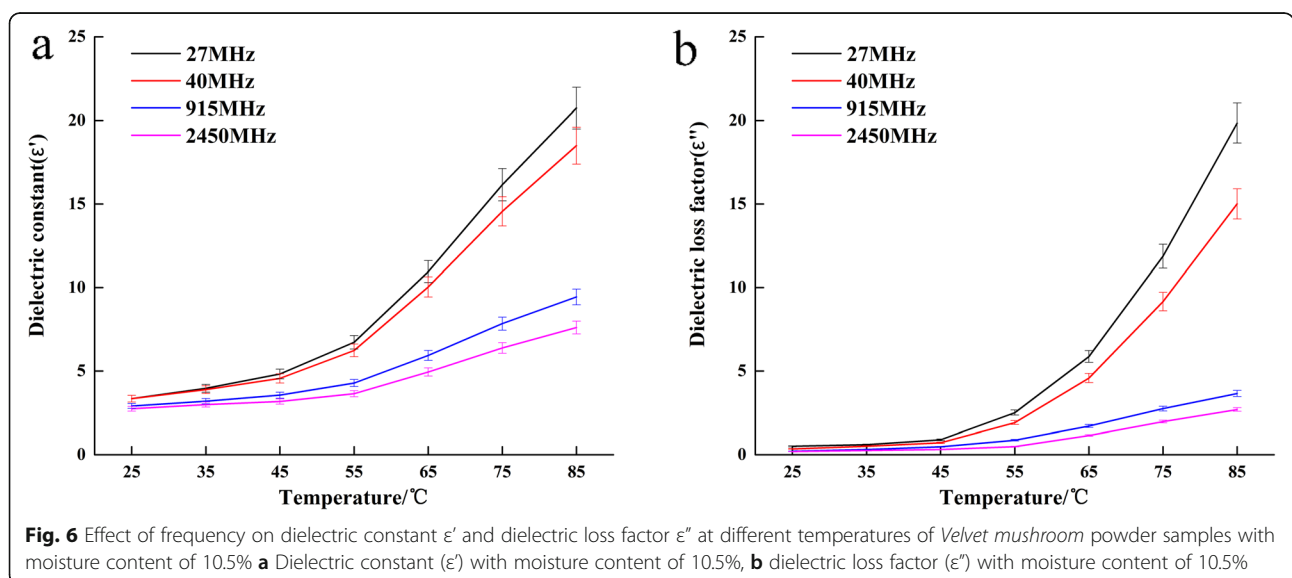 a
27MHz
40MHz
915MHz
2450MHz
Dielectric constant(ε')
25
20
15
10
5
0
25 35 45 55 65 75 85
Temperature/℃
b
27MHz
40MHz
915MHz
2450MHz
Dielectric loss factor(ε'')
25
20
15
10
5
0
25 35 45 55 65 75 85
Temperature/℃
Fig. 6 Effect of frequency on dielectric constant ε′ and dielectric loss factor ε″ at different temperatures of Velvet mushroom powder samples with
moisture content of 10.5% a Dielectric constant (ε′) with moisture content of 10.5%, b dielectric loss factor (ε″) with moisture content of 10.5%